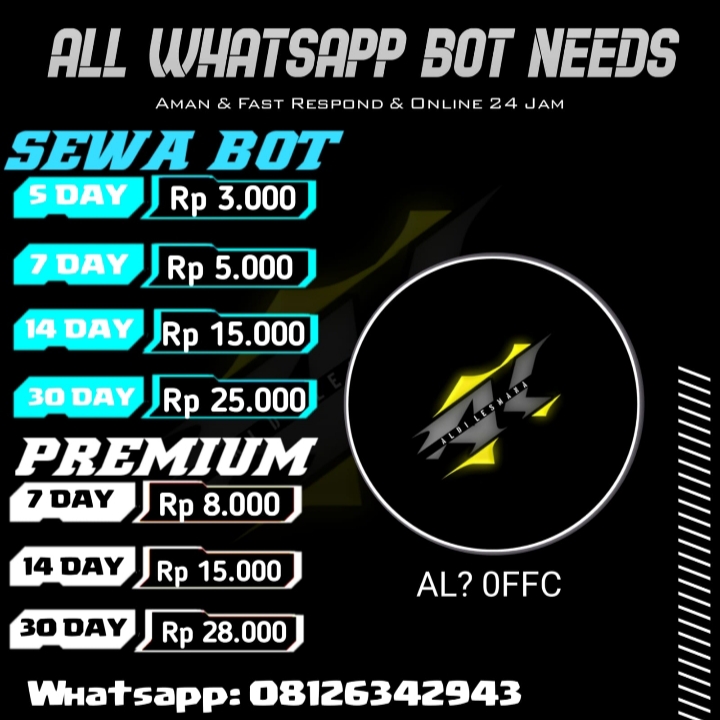 ALL WHATSAPP BOT NEEDS
AMAN & FAST RESPOND & ONLINE 24 JAM
SEWA BOT
5 DAY Rp 3.000
7 DAY Rp 5.000
14 DAY Rp 15.000
30 DAY Rp 25.000
PREMIUM
7 DAY Rp 8.000
14 DAY Rp 15.000
30 DAY Rp 28.000
ALDI LESMARA
AL? 0FFC
Whatsapp: 08126342943